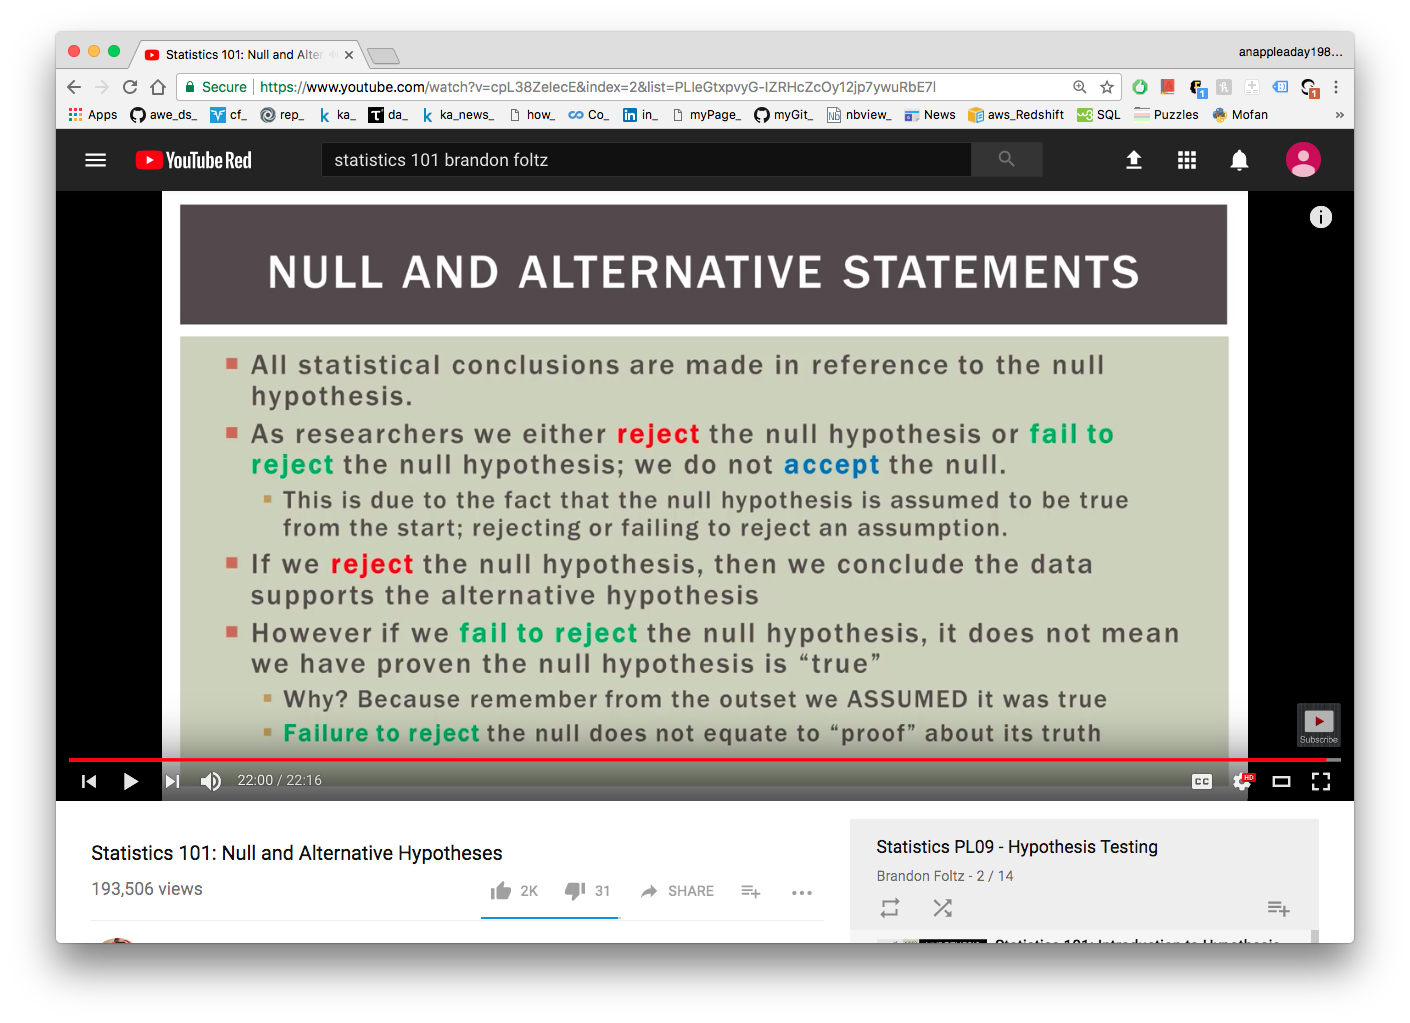 Statistics 101: Null and Alter
anappleaday198...
Secure https://www.youtube.com/watch?v=cpL38ZelecE&index=2&list=PLIeGtxpvyG-IZRHcZcOy12jp7ywuRbE7l
Apps awe_ds_ cf_ rep_ ka_ da_ ka_news_ how_ Co_ in_ myPage_ myGit_ nbview_ News aws_Redshift SQL Puzzles Mofan »
YouTube Red statistics 101 brandon foltz
NULL AND ALTERNATIVE STATEMENTS
All statistical conclusions are made in reference to the null
hypothesis.
As researchers we either reject the null hypothesis or fail to
reject the null hypothesis; we do not accept the null.
This is due to the fact that the null hypothesis is assumed to be true
from the start; rejecting or failing to reject an assumption.
If we reject the null hypothesis, then we conclude the data
supports the alternative hypothesis
However if we fail to reject the null hypothesis, it does not mean
we have proven the null hypothesis is “true”
Why? Because remember from the outset we ASSUMED it was true
Failure to reject the null does not equate to “proof” about its truth
Subscribe
22:00 / 22:16
CC HD
Statistics 101: Null and Alternative Hypotheses
193,506 views
2K 31 SHARE
Statistics PL09 - Hypothesis Testing
Brandon Foltz - 2 / 14
Statistics 101: Introduction to Hypothesis